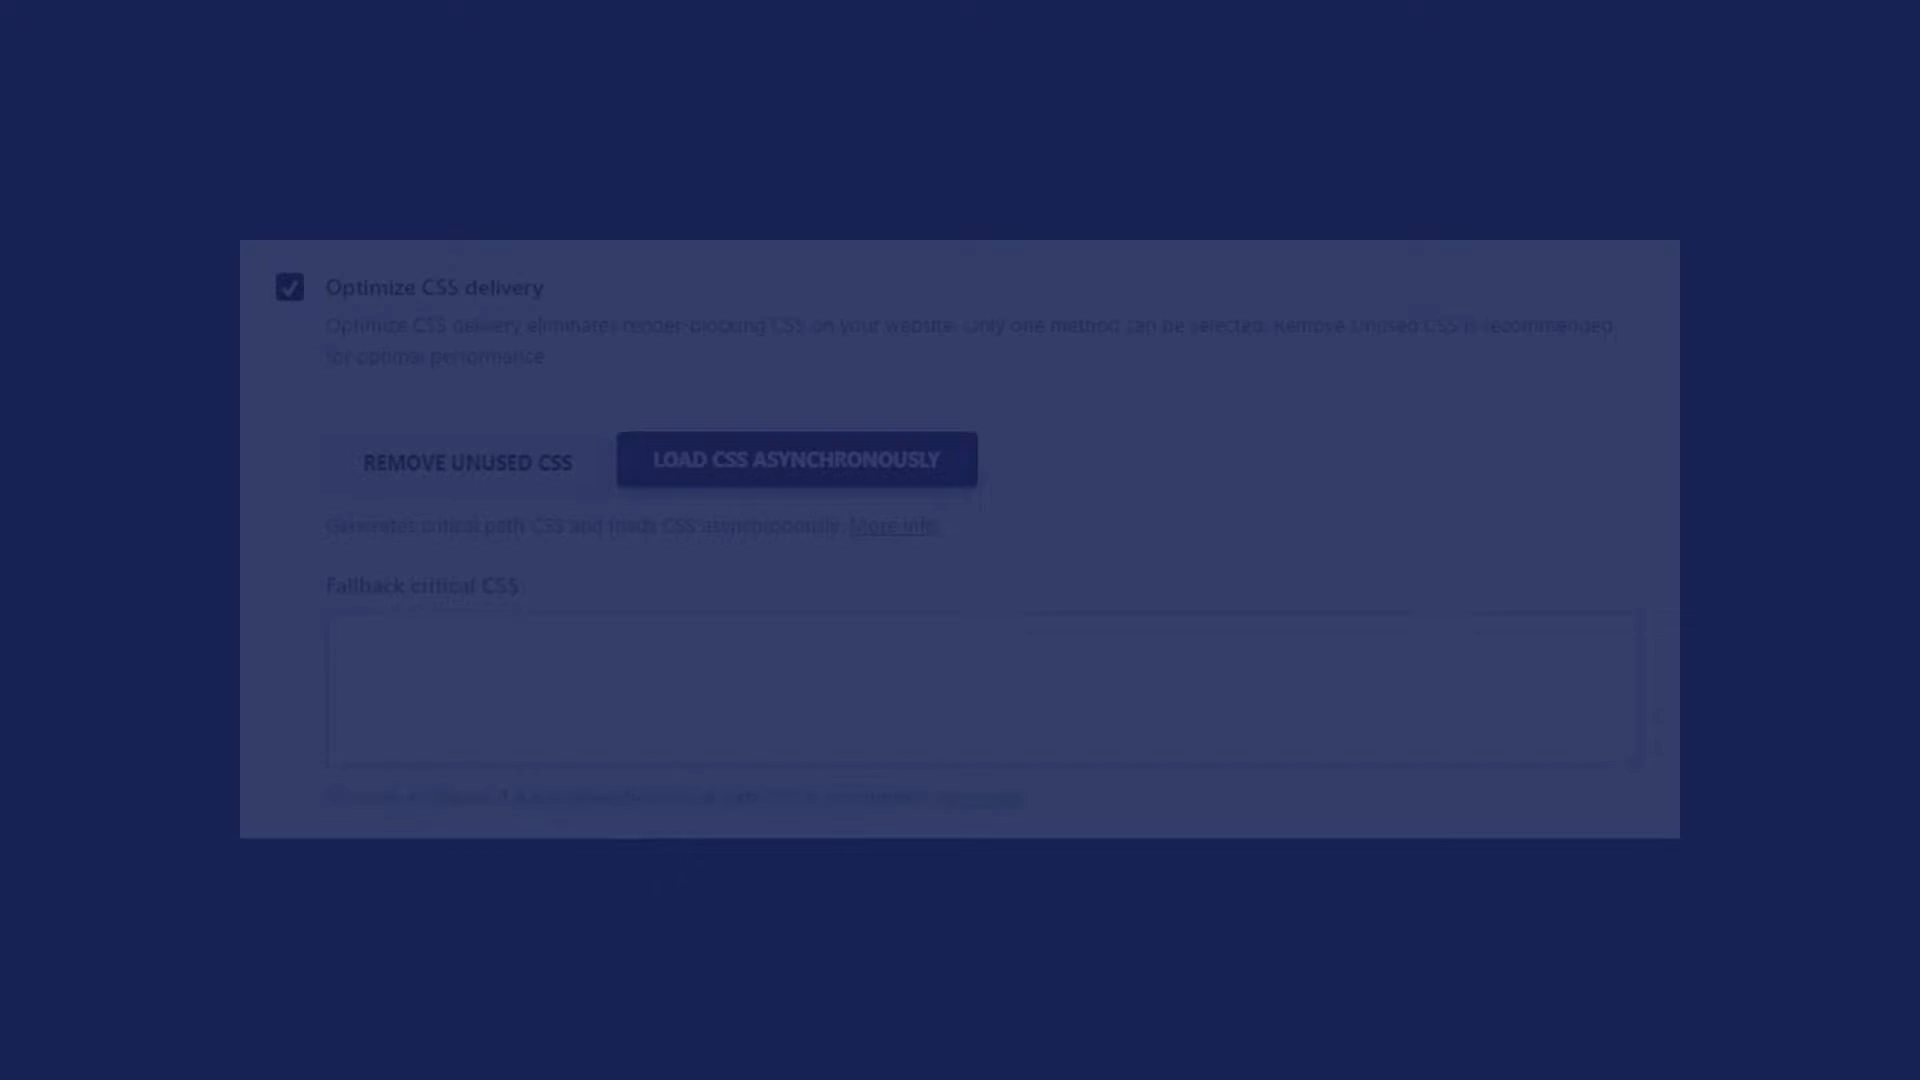 Optimize CSS delivery
Optimize CSS delivery eliminates render-blocking CSS on your website. Only one method can be selected. Remove Unused CSS is recommended
for optimal performance
REMOVE UNUSED CSS
LOAD CSS ASYNCHRONOUSLY
Generates critical path CSS and loads CSS asynchronously. More info
Fallback critical CSS